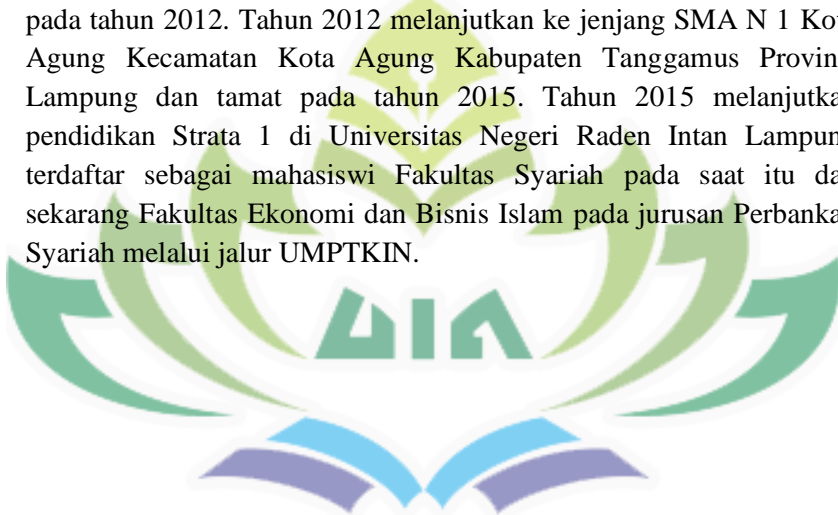 pada tahun 2012. Tahun 2012 melanjutkan ke jenjang SMA N 1 Ko
Agung Kecamatan Kota Agung Kabupaten Tanggamus Provin
Lampung dan tamat pada tahun 2015. Tahun 2015 melanjutka
pendidikan Strata 1 di Universitas Negeri Raden Intan Lampun
terdaftar sebagai mahasiswi Fakultas Syariah pada saat itu da
sekarang Fakultas Ekonomi dan Bisnis Islam pada jurusan Perbanka
Syariah melalui jalur UMPTKIN.
UIN